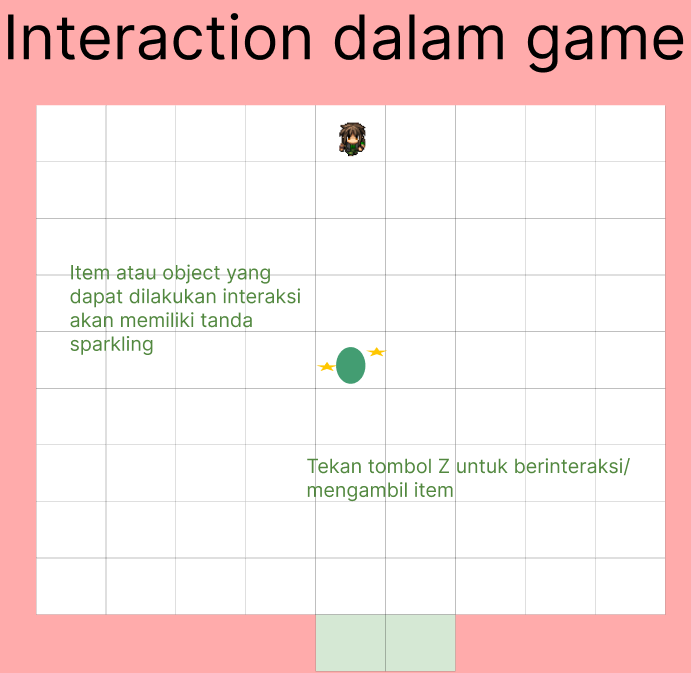 Interaction dalam game
Item atau object yang
dapat dilakukan interaksi
akan memiliki tanda
sparkling
Tekan tombol Z untuk berinteraksi/
mengambil item